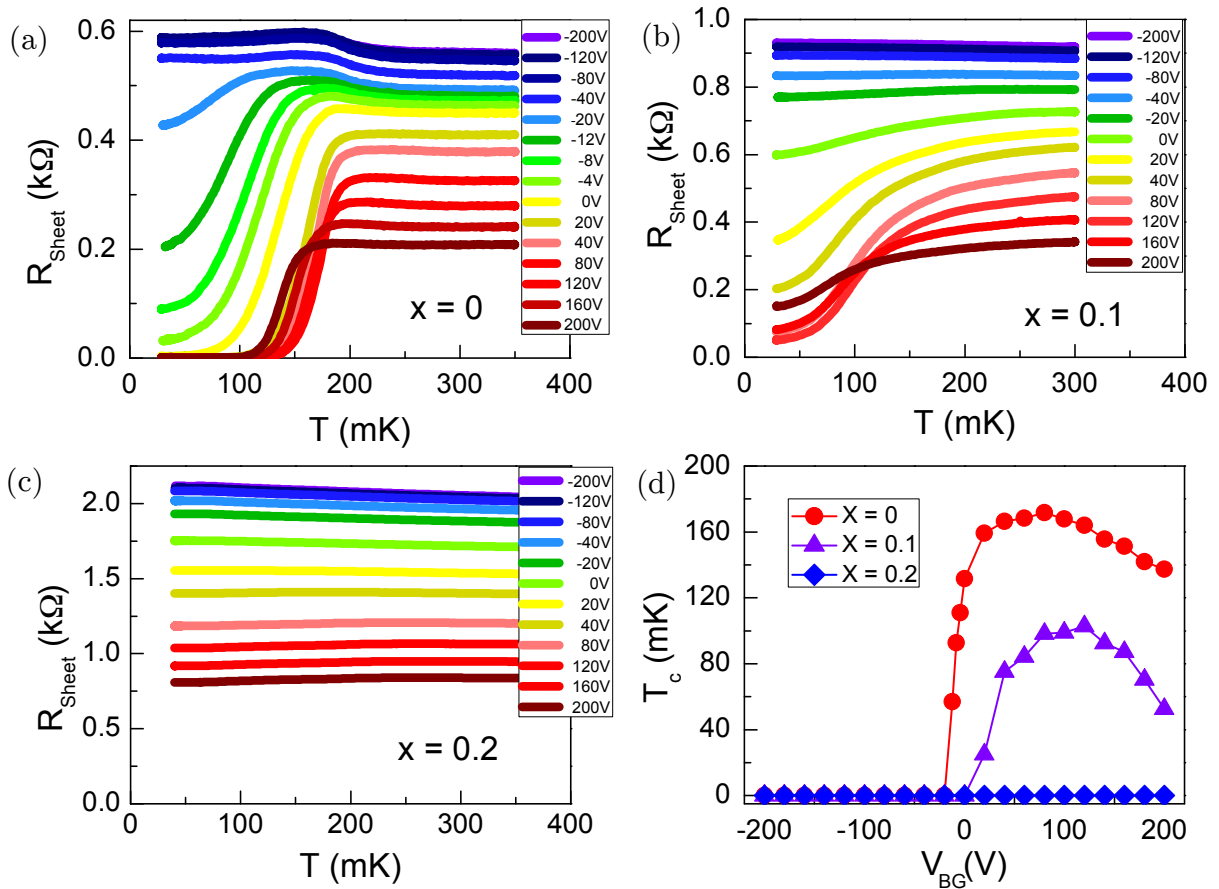 (a)
R_Sheet (kΩ)
0.6
0.4
0.2
0.0
0 100 200 300 400
T (mK)
x = 0
-200V
-120V
-80V
-40V
-20V
-12V
-8V
-4V
0V
20V
40V
80V
120V
160V
200V
(b)
R_Sheet (kΩ)
1.0
0.8
0.6
0.4
0.2
0.0
0 100 200 300 400
T (mK)
x = 0.1
-200V
-120V
-80V
-40V
-20V
0V
20V
40V
80V
120V
160V
200V
(c)
R_Sheet (kΩ)
2.0
1.5
1.0
0.5
0.0
0 100 200 300 400
T (mK)
x = 0.2
-200V
-120V
-80V
-40V
-20V
0V
20V
40V
80V
120V
160V
200V
(d)
T_c (mK)
200
160
120
80
40
0
-200 -100 0 100 200
V_BG(V)
X = 0
X = 0.1
X = 0.2